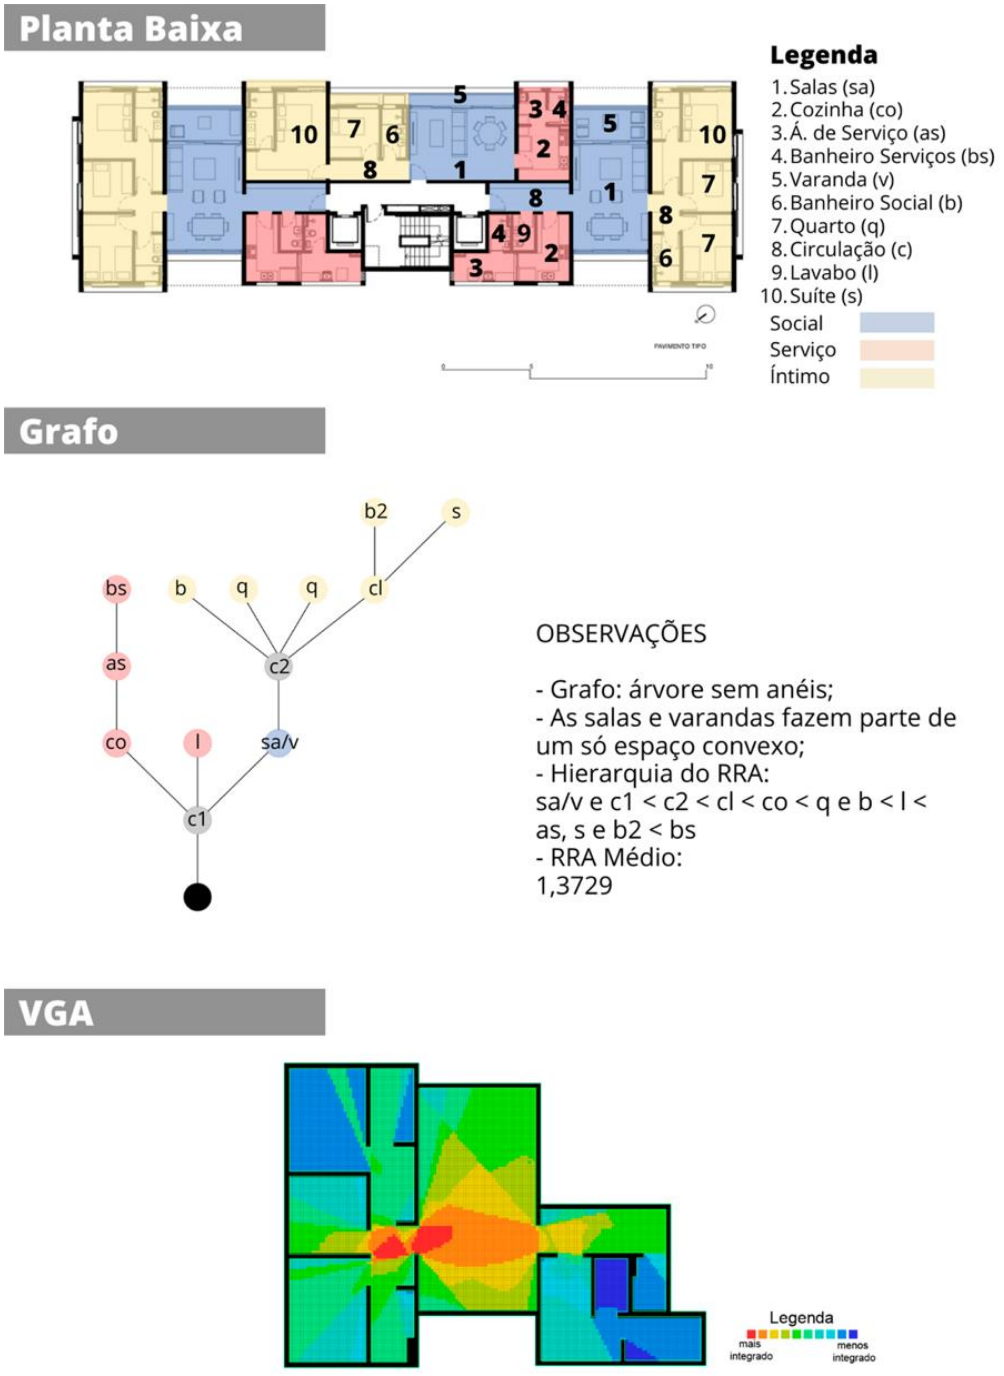 Planta Baixa
Legenda
1. Salas (sa)
2. Cozinha (co)
3. Á. de Serviço (as)
4. Banheiro Serviços (bs)
5. Varanda (v)
6. Banheiro Social (b)
7. Quarto (q)
8. Circulação (c)
9. Lavabo (l)
10. Suíte (s)
Social
Serviço
Íntimo
5
3 4
5
10
7
6
2
10
8
1
8
1
7
8
4 9
2
3
6
7
PAVIMENTO TIPO
0 5 10
Grafo
b2 s
bs b q q cl
as c2
co l sa/v
c1
OBSERVAÇÕES
- Grafo: árvore sem anéis;
- As salas e varandas fazem parte de
um só espaço convexo;
- Hierarquia do RRA:
sa/v e c1 < c2 < cl < co < q e b < l <
as, s e b2 < bs
- RRA Médio:
1,3729
VGA
Legenda
mais
integrado
menos
integrado